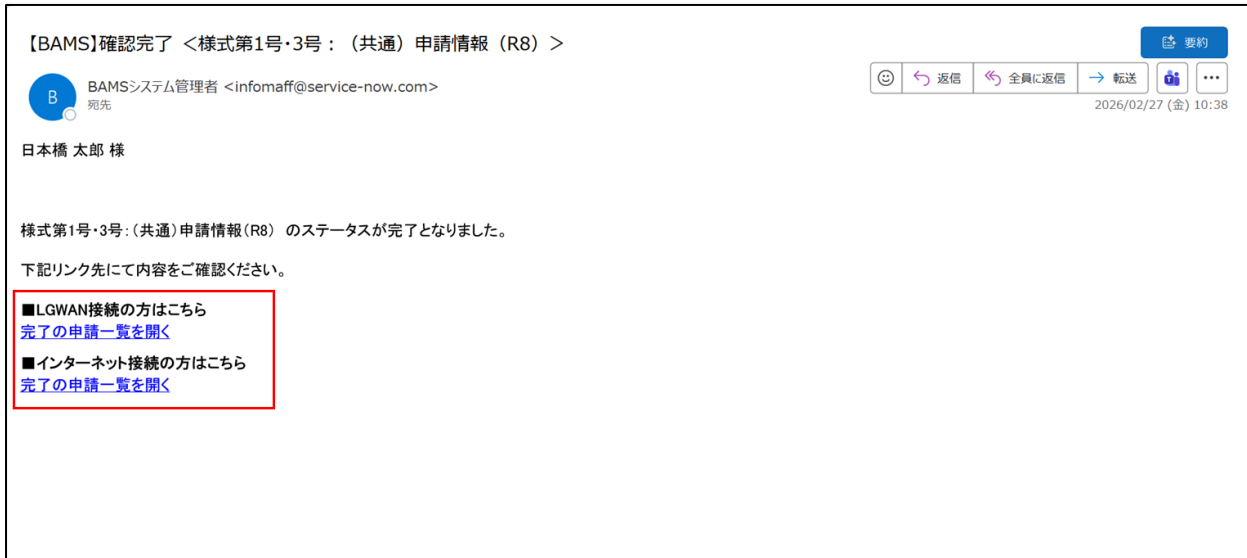 【BAMS】確認完了 <様式第1号・3号：（共通）申請情報（R8）>
要約
B
BAMSシステム管理者 <infomaff@service-now.com>
宛先
返信
全員に返信
転送
2026/02/27 (金) 10:38
日本橋 太郎 様
様式第1号・3号：（共通）申請情報（R8） のステータスが完了となりました。
下記リンク先にて内容をご確認ください。
■LGWAN接続の方はこちら
完了の申請一覧を開く
■インターネット接続の方はこちら
完了の申請一覧を開く